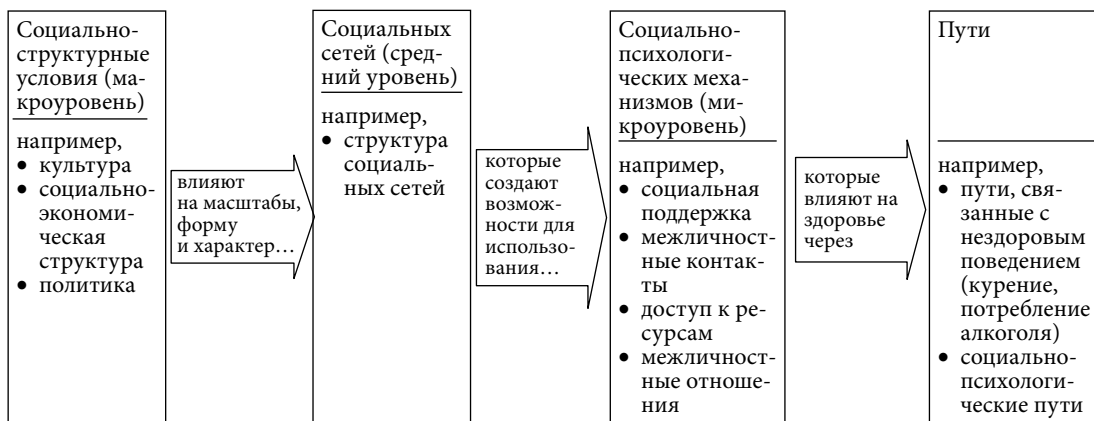 Социально-
структурные
условия (ма-
кроуровень)
например,
• культура
• социально-
экономи-
ческая
структура
• политика
влияют
на масштабы,
форму
и характер…
Социальных
сетей (сред-
ний уровень)
например,
• структура
социаль-
ных сетей
которые
создают
возмож-
ности для
использо-
вания…
Социально-
психологи-
ческих меха-
низмов (ми-
кроуровень)
например,
• социальная
поддержка
• межличност-
ные контак-
ты
• доступ к ре-
сурсам
• межличност-
ные отноше-
ния
которые
влияют на
здоровье
через
Пути
например,
• пути, свя-
занные с
нездоровым
поведением
(курение,
потребление
алкоголя)
• социально-
психологи-
ческие пути